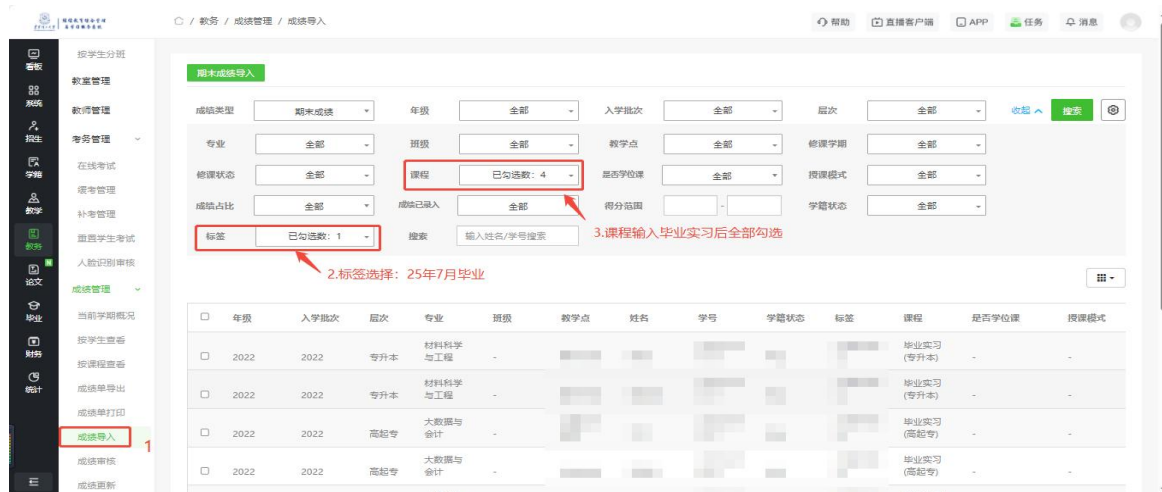 教务 / 成绩管理 / 成绩导入
帮助 直播客户端 APP 任务 消息
看板
系统
招生
学籍
教学
教务
论文
毕业
财务
统计
按学生分班
教室管理
教师管理
考务管理
在线考试
缓考管理
补考管理
重置学生考试
人脸识别审核
成绩管理
当前学期概况
按学生查看
按课程查看
成绩单导出
成绩单打印
成绩导入 1
成绩审核
成绩更新
期末成绩导入
成绩类型 期末成绩 年级 全部 入学批次 全部 层次 全部 收起 搜索
专业 全部 班级 全部 教学点 全部 修课学期 全部
修课状态 全部 课程 已勾选数：4 是否学位课 全部 授课模式 全部
成绩占比 全部 成绩已录入 全部 得分范围 - 学籍状态 全部
标签 已勾选数：1 搜索 输入姓名/学号搜索 3.课程输入毕业实习后全部勾选
2.标签选择：25年7月毕业
年级 入学批次 层次 专业 班级 教学点 姓名 学号 学籍状态 标签 课程 是否学位课 授课模式
2022 2022 专升本 材料科学与工程 - 毕业实习(专升本) - -
2022 2022 专升本 材料科学与工程 - 毕业实习(专升本) - -
2022 2022 高起专 大数据与会计 - 毕业实习(高起专) - -
2022 2022 高起专 大数据与会计 - 毕业实习(高起专) - -